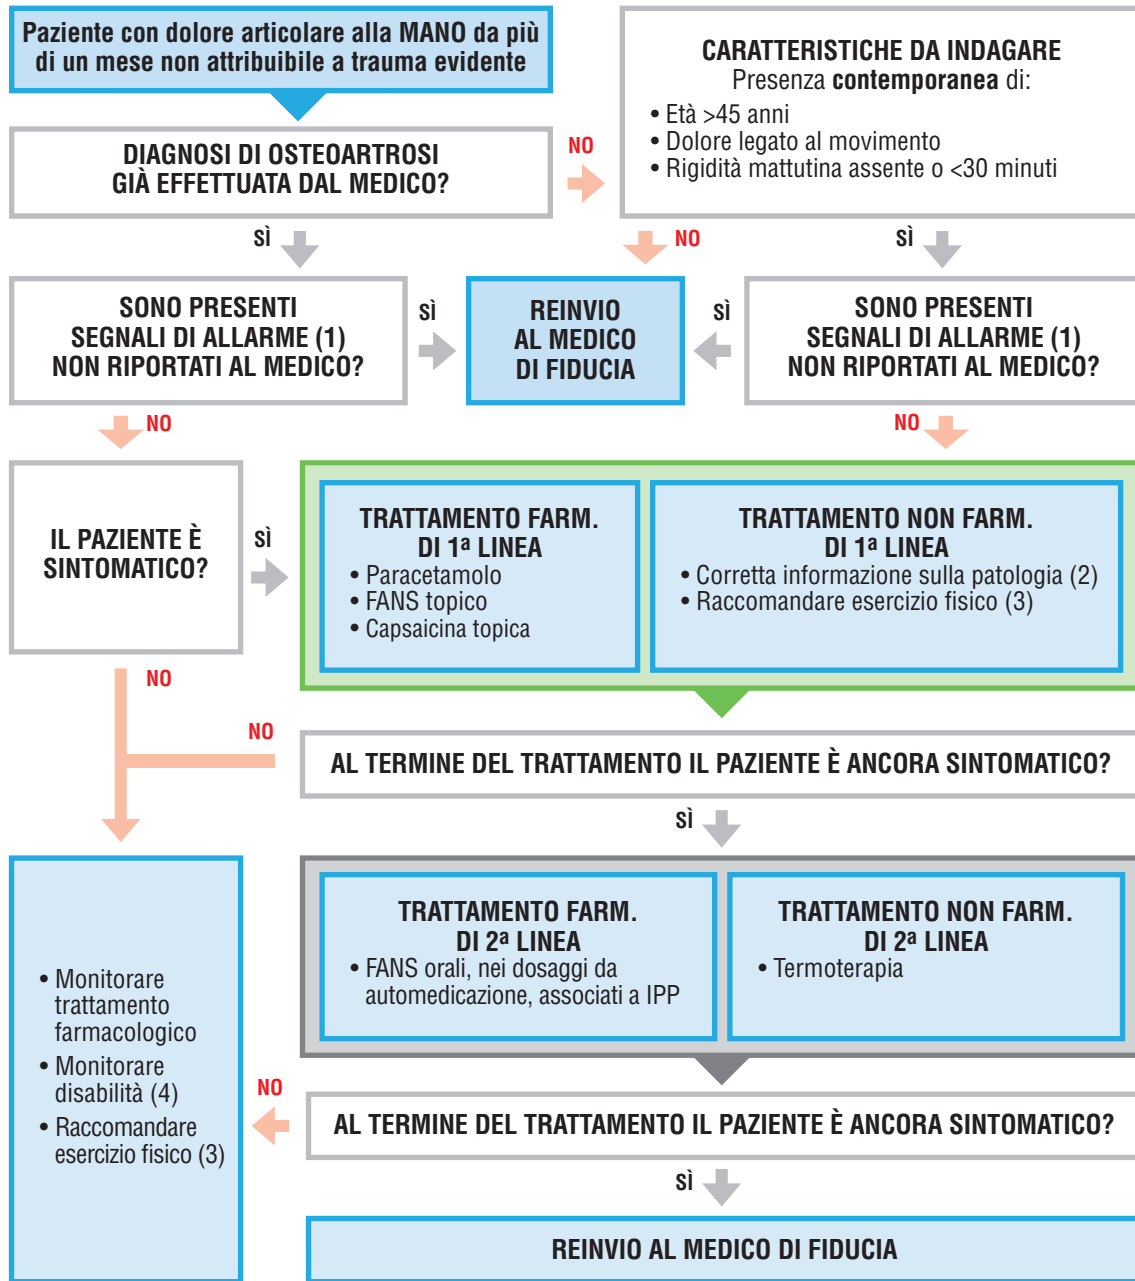 Paziente con dolore articolare alla MANO da più
di un mese non attribuibile a trauma evidente
CARATTERISTICHE DA INDAGARE
Presenza contemporanea di:
• Età >45 anni
• Dolore legato al movimento
• Rigidità mattutina assente o <30 minuti
DIAGNOSI DI OSTEOARTROSI
GIÀ EFFETTUATA DAL MEDICO?
NO
SÌ
NO
SÌ
SONO PRESENTI
SEGNALI DI ALLARME (1)
NON RIPORTATI AL MEDICO?
SÌ
REINVIO
AL MEDICO
DI FIDUCIA
SÌ
SONO PRESENTI
SEGNALI DI ALLARME (1)
NON RIPORTATI AL MEDICO?
NO
NO
IL PAZIENTE È
SINTOMATICO?
SÌ
TRATTAMENTO FARM.
DI 1ª LINEA
• Paracetamolo
• FANS topico
• Capsaicina topica
TRATTAMENTO NON FARM.
DI 1ª LINEA
• Corretta informazione sulla patologia (2)
• Raccomandare esercizio fisico (3)
NO
NO
AL TERMINE DEL TRATTAMENTO IL PAZIENTE È ANCORA SINTOMATICO?
SÌ
TRATTAMENTO FARM.
DI 2ª LINEA
• FANS orali, nei dosaggi da
automedicazione, associati a IPP
TRATTAMENTO NON FARM.
DI 2ª LINEA
• Termoterapia
• Monitorare
trattamento
farmacologico
• Monitorare
disabilità (4)
• Raccomandare
esercizio fisico (3)
NO
AL TERMINE DEL TRATTAMENTO IL PAZIENTE È ANCORA SINTOMATICO?
SÌ
REINVIO AL MEDICO DI FIDUCIA